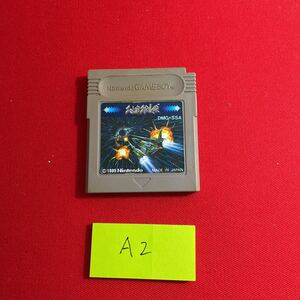 Nintendo GAMEBOY
DMG-SSA
©1989 Nintendo MADE IN JAPAN
A2